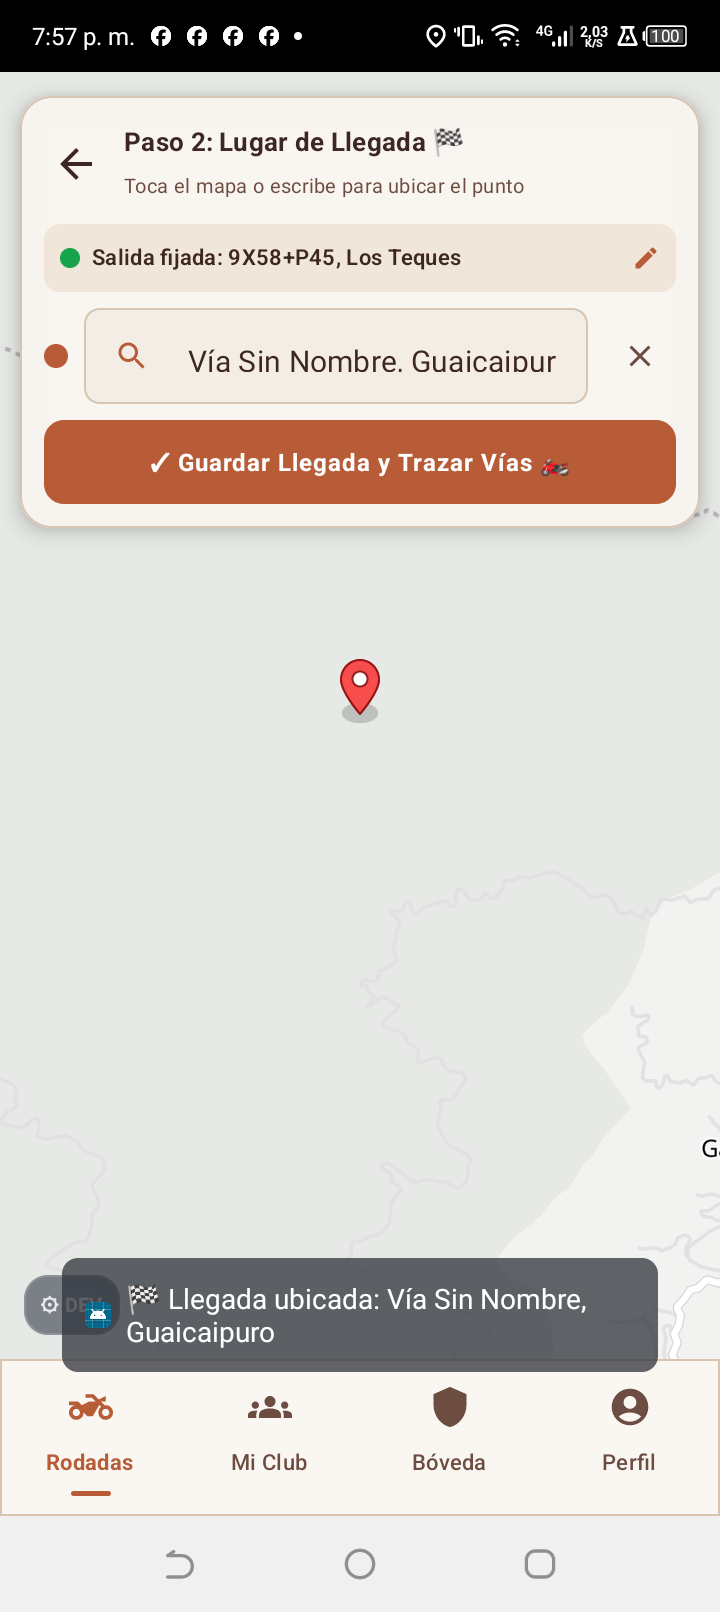 7:57 p. m.
4G
2,03
K/S
100
Paso 2: Lugar de Llegada 🏁
Toca el mapa o escribe para ubicar el punto
Salida fijada: 9X58+P45, Los Teques
Vía Sin Nombre, Guaicaipur
✓ Guardar Llegada y Trazar Vías 🏍️
🏁 Llegada ubicada: Vía Sin Nombre,
Guaicaipuro
Rodadas
Mi Club
Bóveda
Perfil